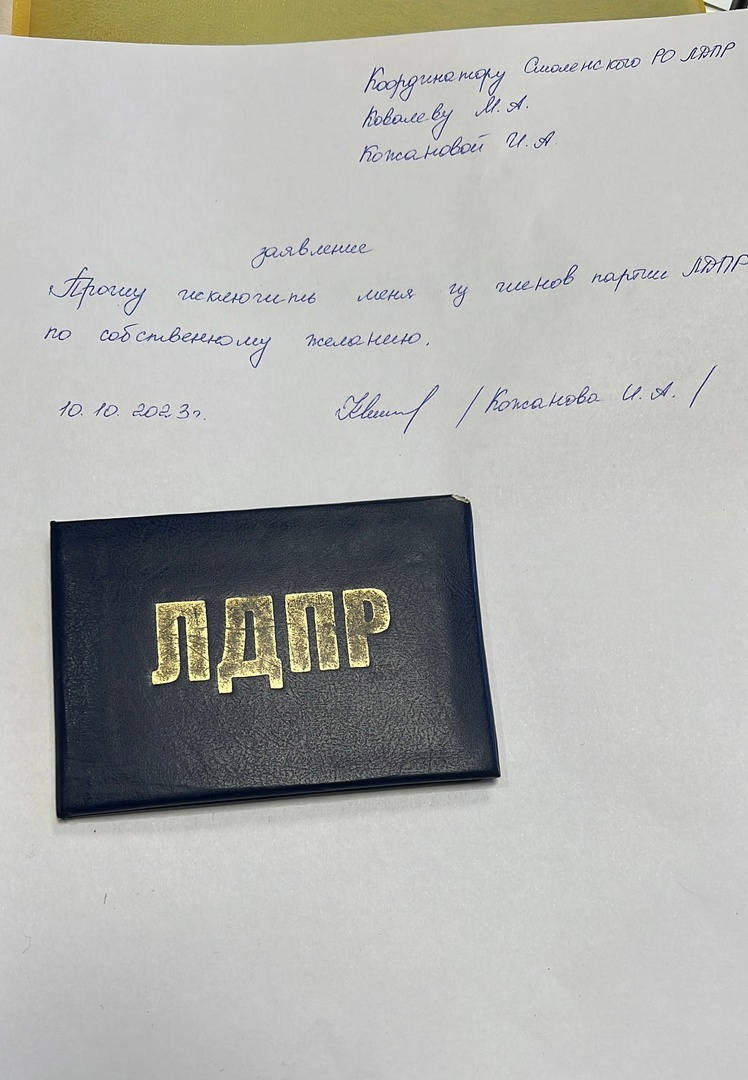 Координатору Смоленского РО ЛДПР
Ковалеву М. А.
Кожановой И. А.
заявление
Прошу исключить меня из членов партии ЛДПР
по собственному желанию.
10.10.2023г. /Кожанова И. А./
ЛДПР